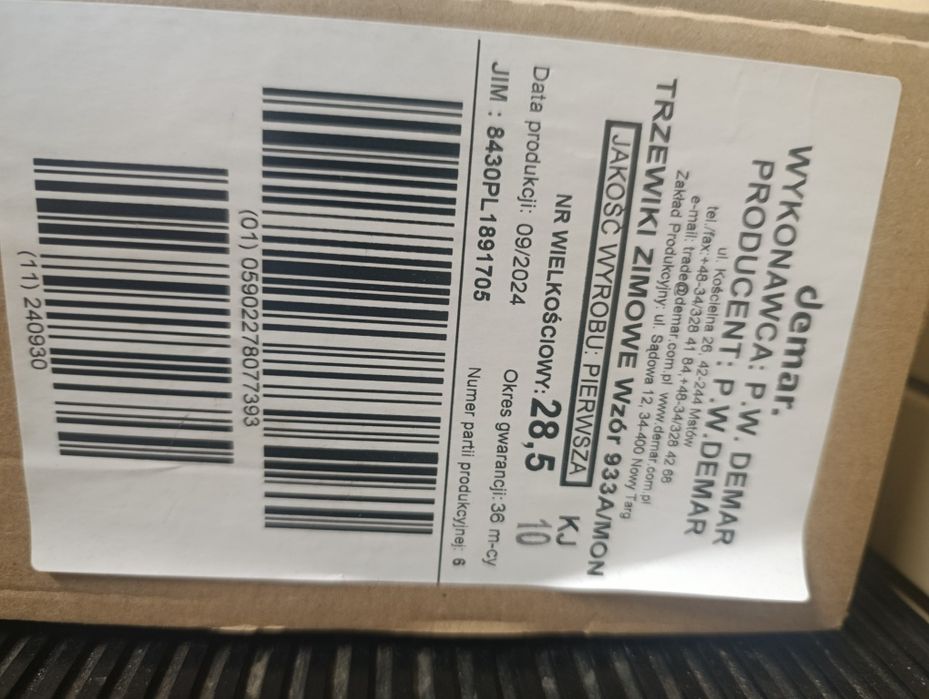 demar.
WYKONAWCA: P.W. DEMAR
PRODUCENT: P.W.DEMAR
ul. Kościelna 26, 42-244 Mstów
tel./fax:+48-34/328 41 84,+48-34/328 42 66
e-mail: trade@demar.com.pl www.demar.com.pl
Zakład Produkcyjny: ul. Sądowa 12, 34-400 Nowy Targ
TRZEWIKI ZIMOWE Wzór 933A/MON
JAKOŚĆ WYROBU: PIERWSZA KJ
NR WIELKOŚCIOWY: 28,5 10
Data produkcji: 09/2024 Okres gwarancji: 36 m-cy
JIM : 8430PL1891705 Numer partii produkcyjnej: 6
(01) 05902278077393
(11) 240930